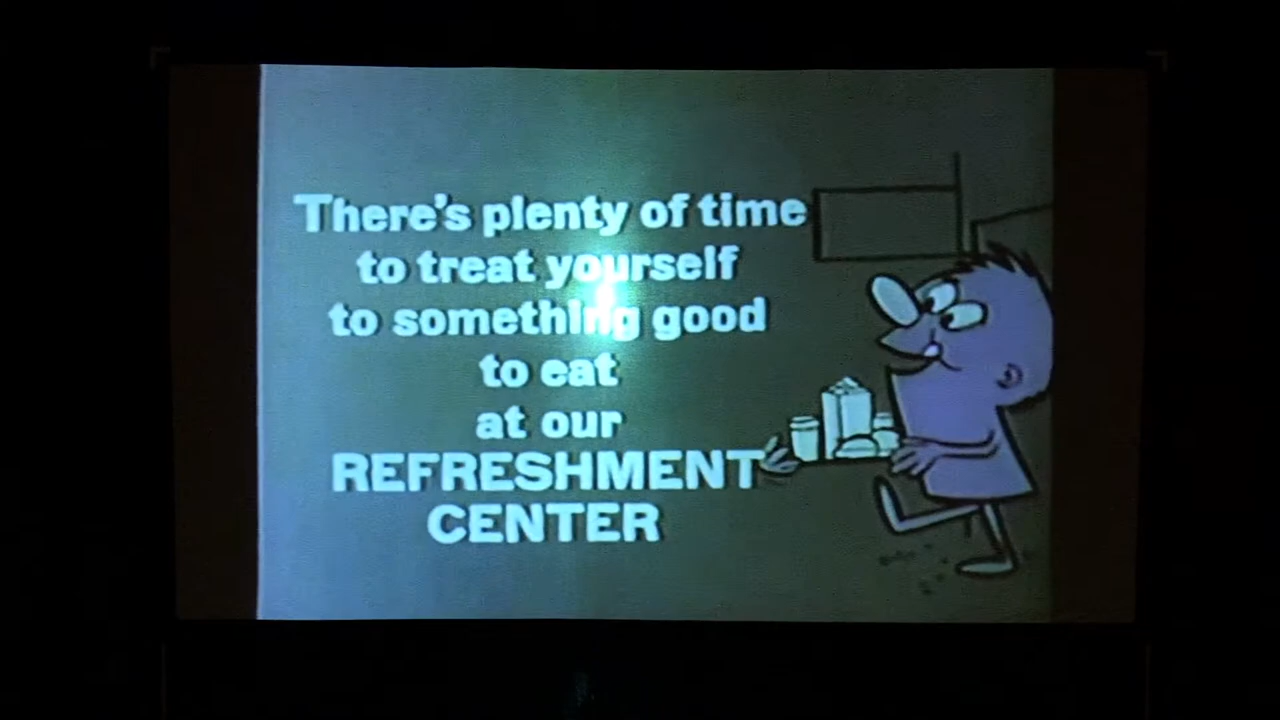 There's plenty of time
to treat yourself
to something good
to eat
at our
REFRESHMENT
CENTER